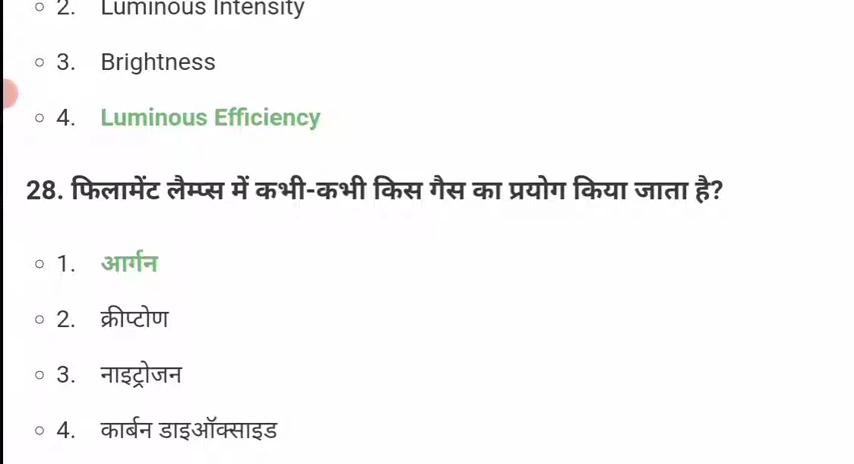 2. Luminous Intensity
3. Brightness
4. Luminous Efficiency
28. फिलामेंट लैम्प्स में कभी-कभी किस गैस का प्रयोग किया जाता है?
1. आर्गन
2. क्रीप्टोण
3. नाइट्रोजन
4. कार्बन डाइऑक्साइड